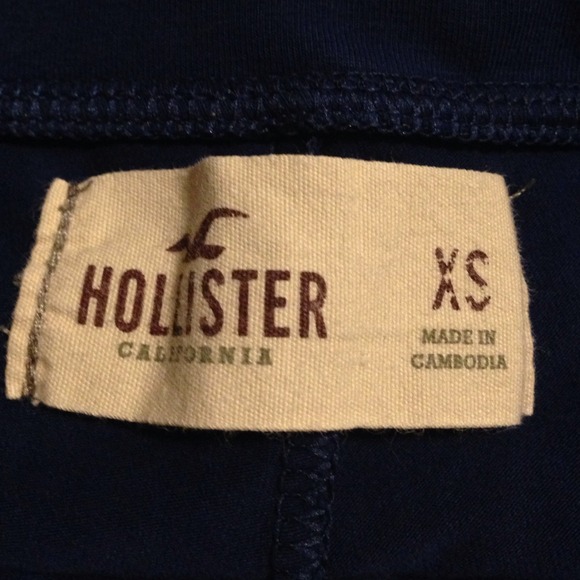 HOLLISTER
CALIFORNIA
XS
MADE IN
CAMBODIA